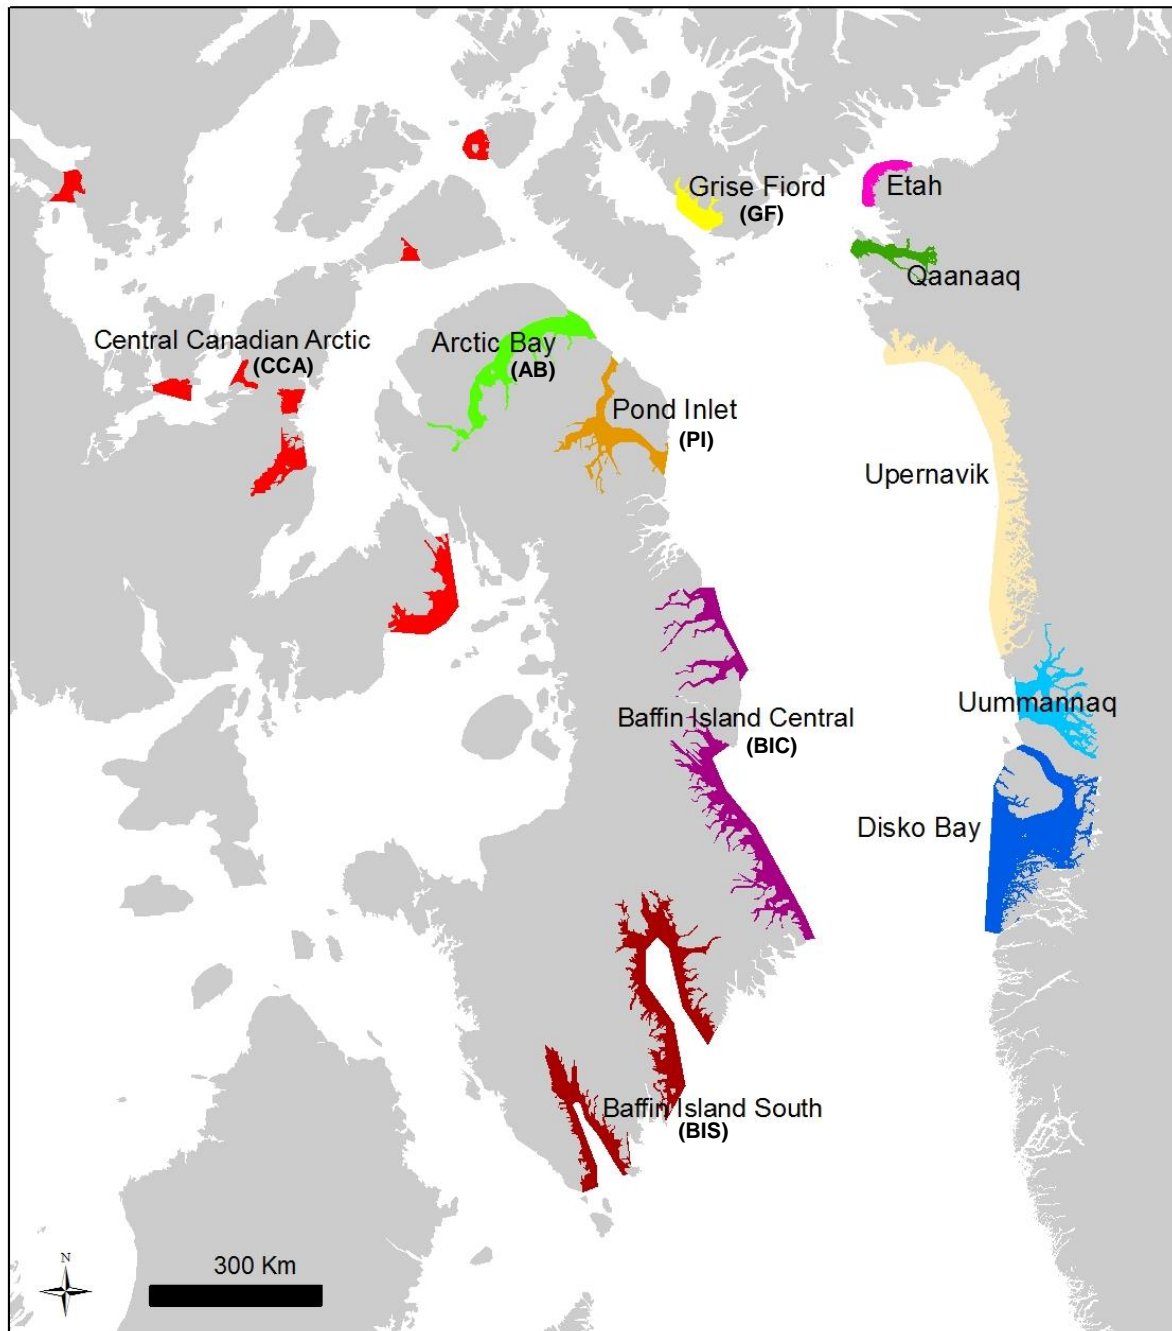 Grise Fiord
(GF)
Etah
Qaanaaq
Central Canadian Arctic
(CCA)
Arctic Bay
(AB)
Pond Inlet
(PI)
Upernavik
Baffin Island Central
(BIC)
Uummannaq
Disko Bay
Baffin Island South
(BIS)
N
300 Km